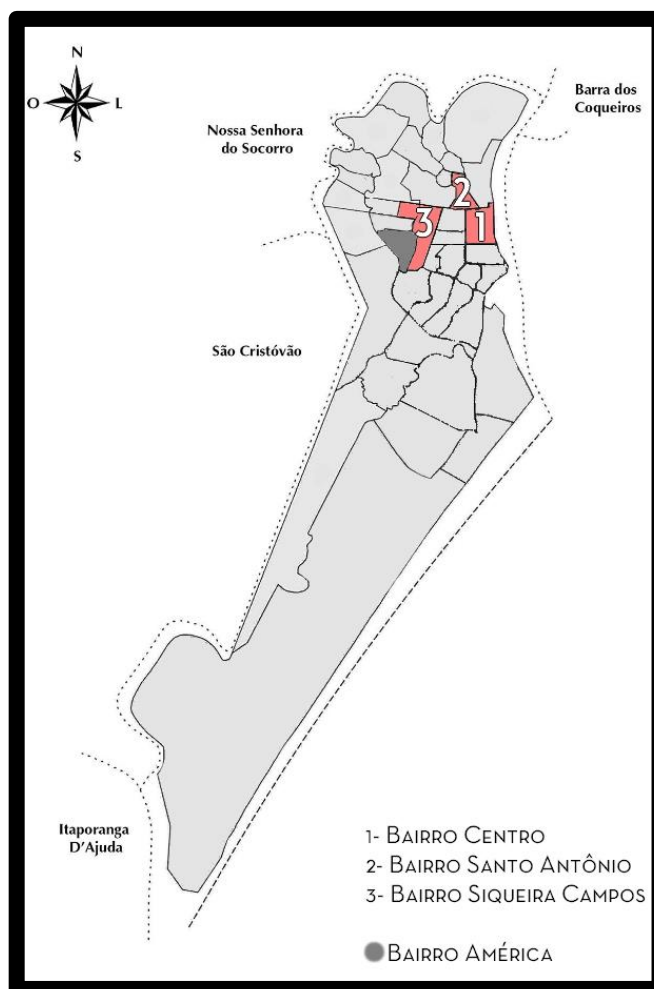 N
O
L
S
Barra dos
Coqueiros
Nossa Senhora
do Socorro
2
3
1
São Cristóvão
Itaporanga
D'Ajuda
1- BAIRRO CENTRO
2- BAIRRO SANTO ANTÔNIO
3- BAIRRO SIQUEIRA CAMPOS
BAIRRO AMÉRICA